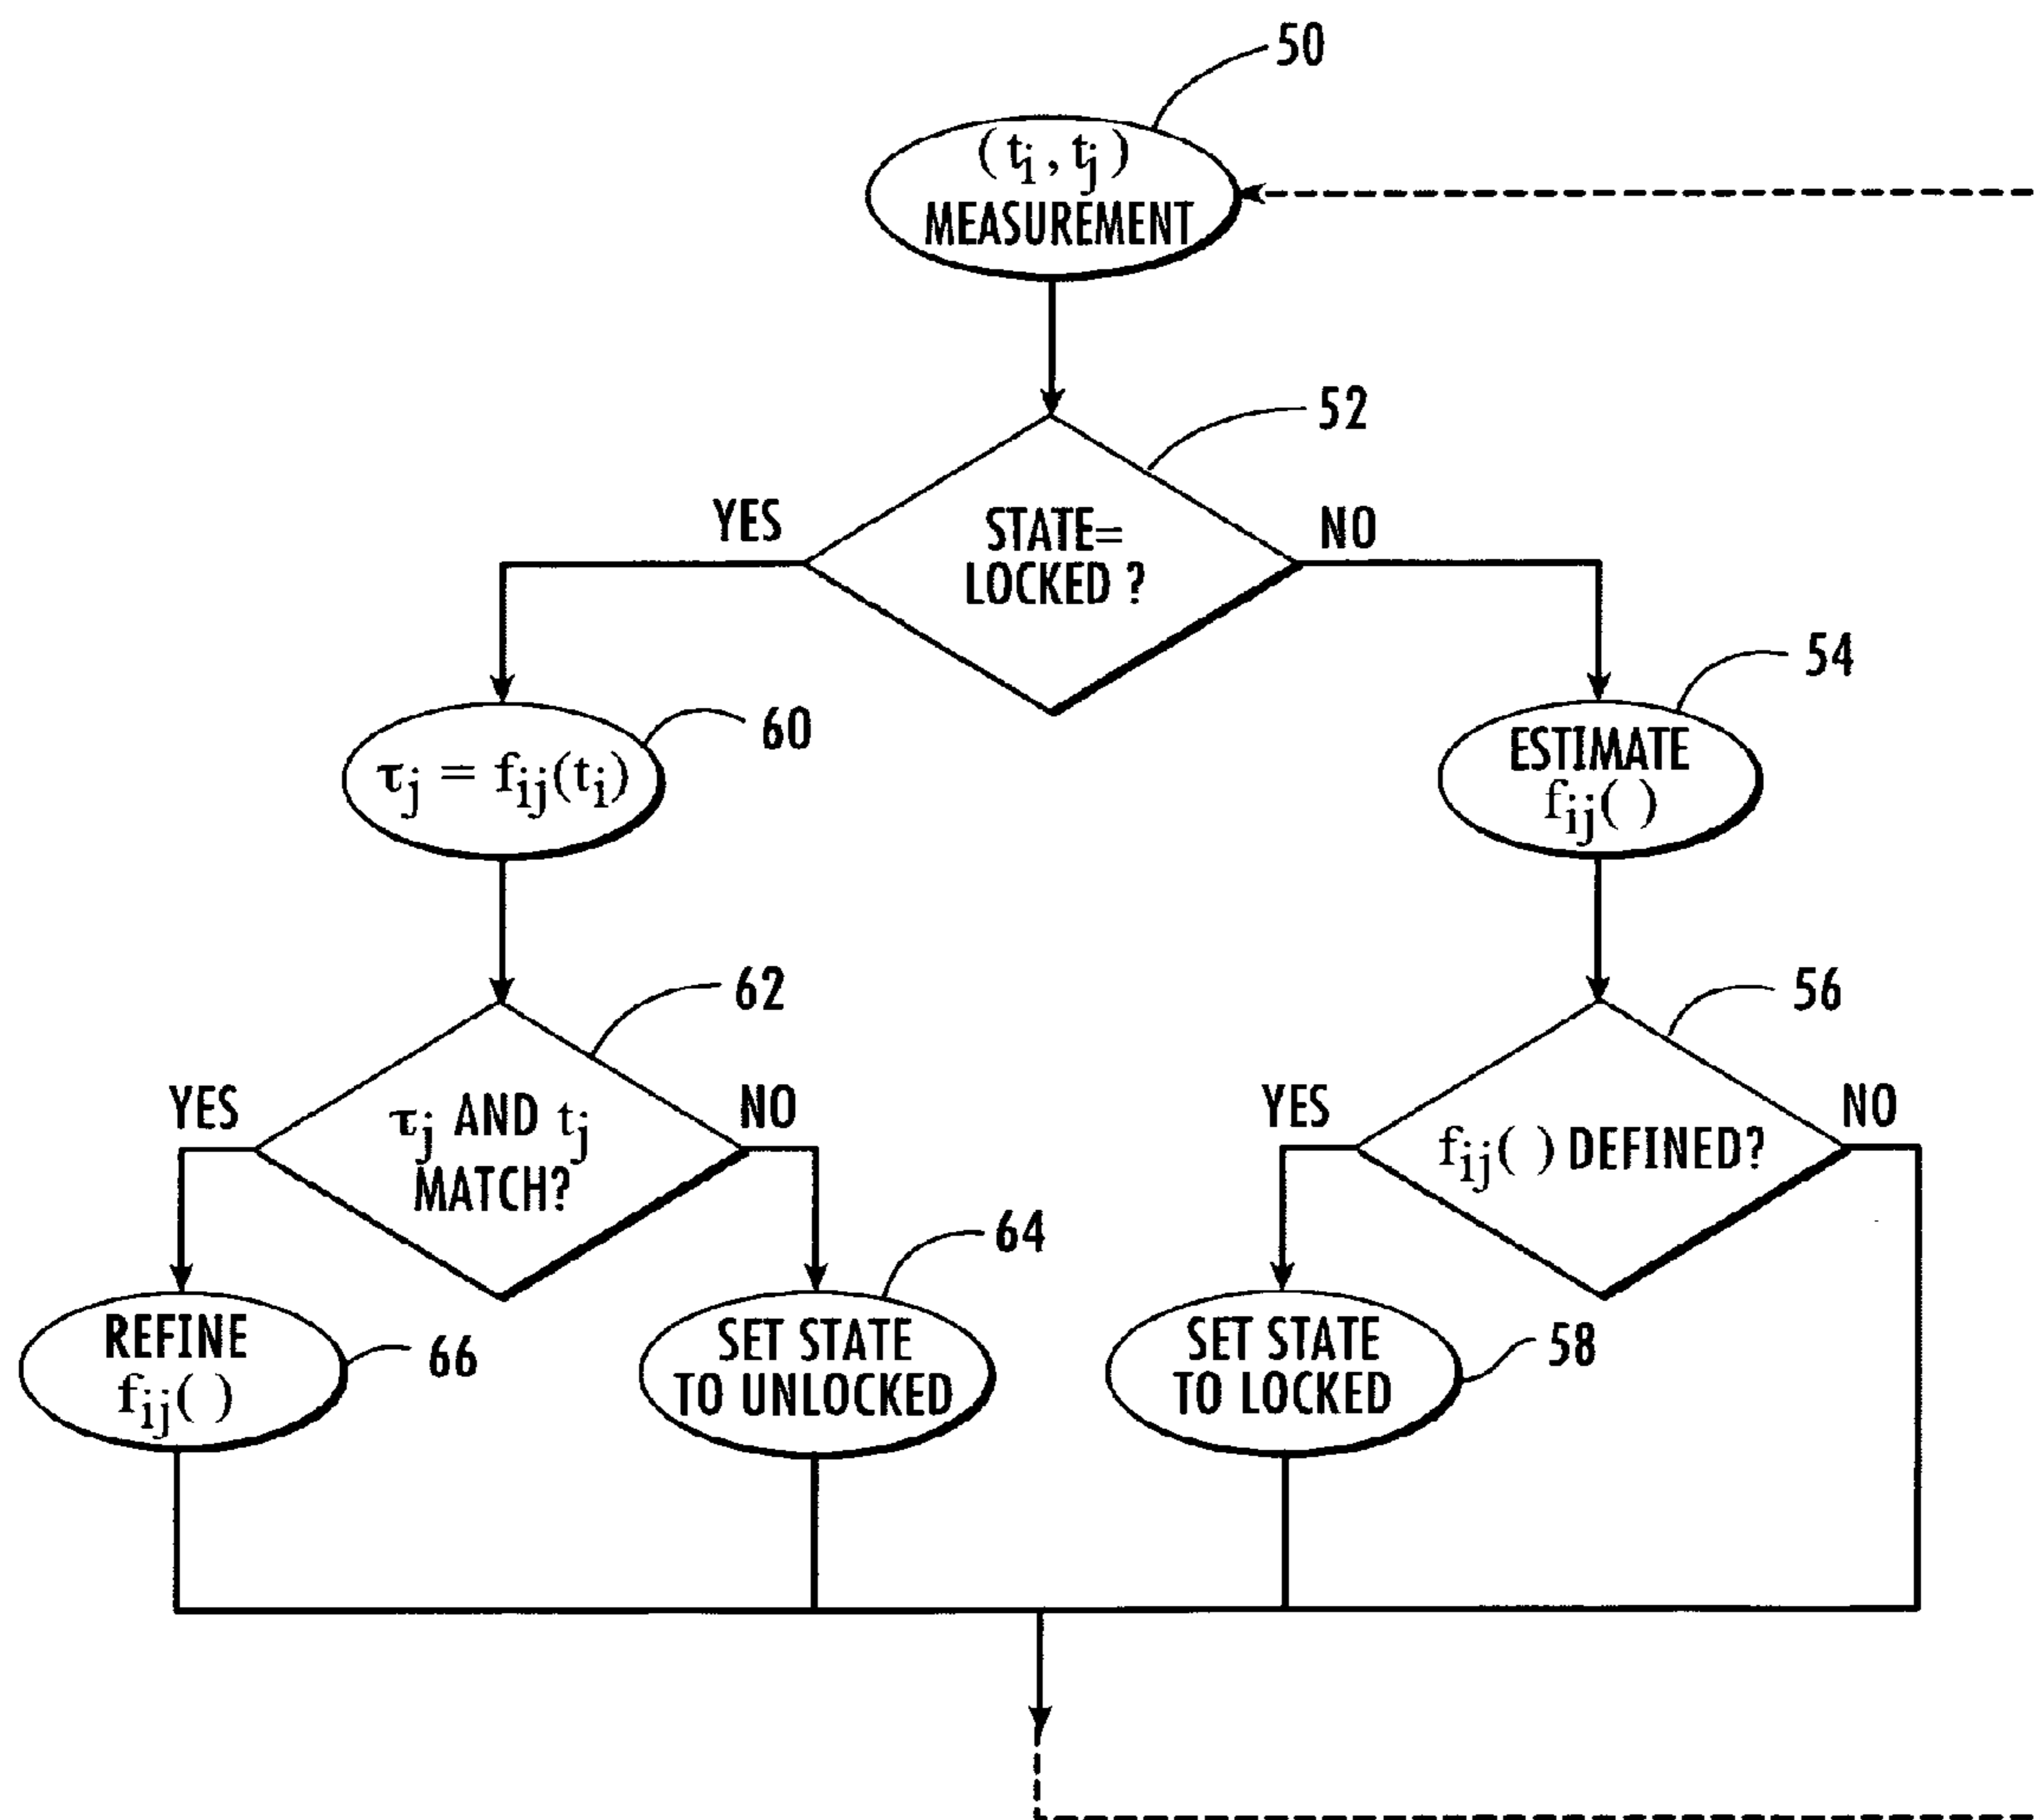 50
(tᵢ, tⱼ)
MEASUREMENT
52
YES
STATE=
LOCKED ?
NO
54
60
τⱼ = fᵢⱼ(tᵢ)
ESTIMATE
fᵢⱼ( )
62
56
YES
τⱼ AND tⱼ
MATCH?
NO
YES
fᵢⱼ( ) DEFINED?
NO
64
REFINE
fᵢⱼ( )
66
SET STATE
TO UNLOCKED
SET STATE
TO LOCKED
58